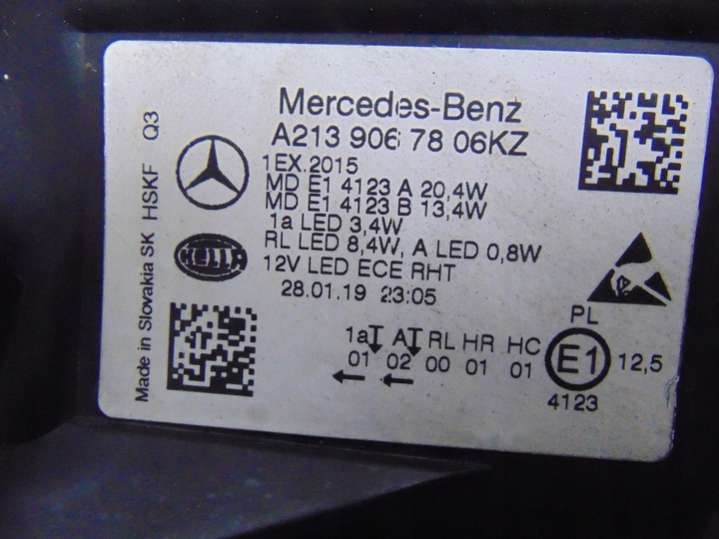 Mercedes-Benz
A213 906 78 06KZ
1EX.2015
MD E1 4123 A 20,4W
MD E1 4123 B 13,4W
1a LED 3,4W
RL LED 8,4W, A LED 0,8W
12V LED ECE RHT
28.01.19 23:05
HELLA
Made in Slovakia SK HSKF Q3
PL
1a A RL HR HC
01 02 00 01 01
E1 12,5
4123